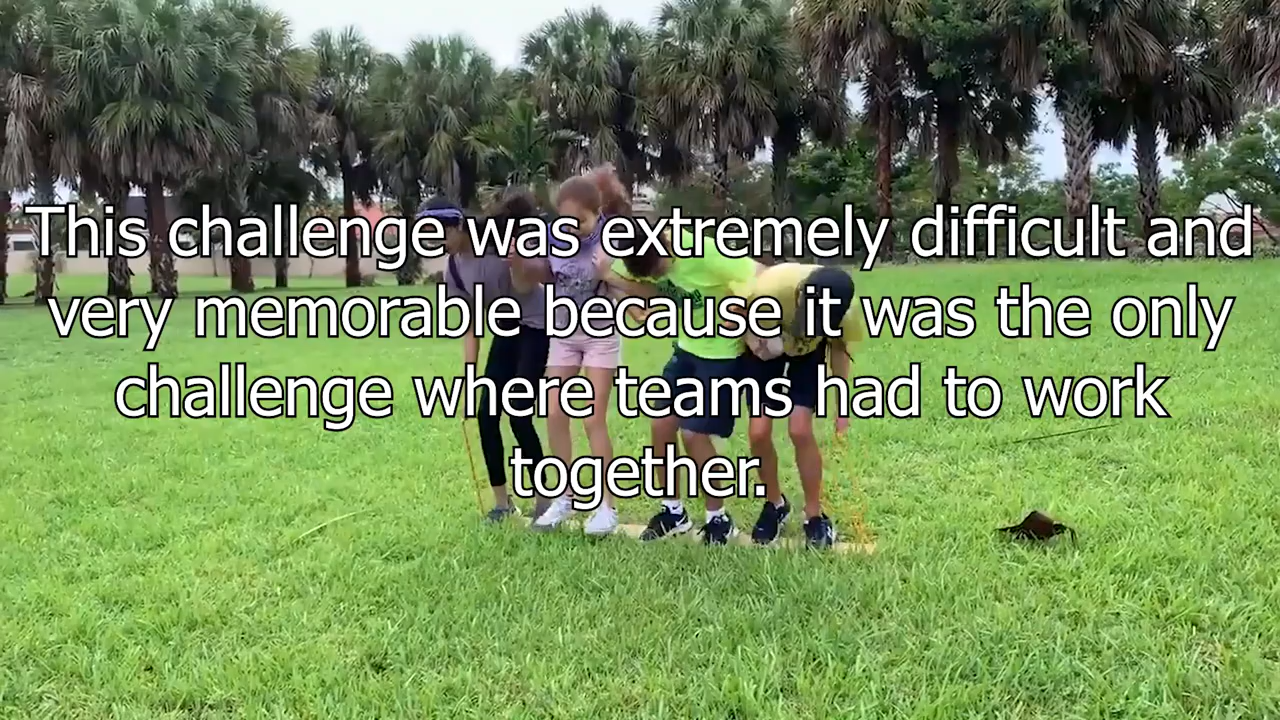 This challenge was extremely difficult and
very memorable because it was the only
challenge where teams had to work
together.